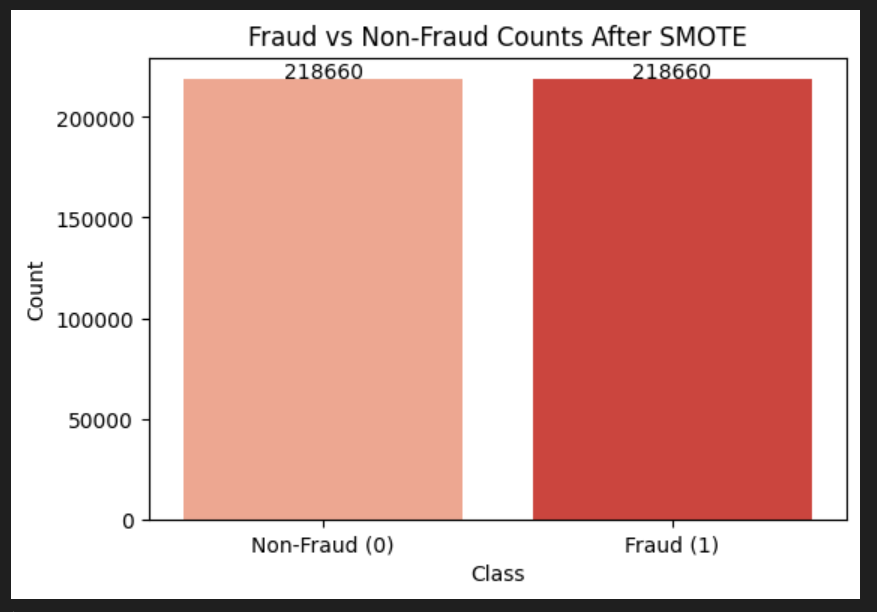 Fraud vs Non-Fraud Counts After SMOTE
218660 218660
200000
150000
100000
50000
0
Count
Non-Fraud (0) Fraud (1)
Class